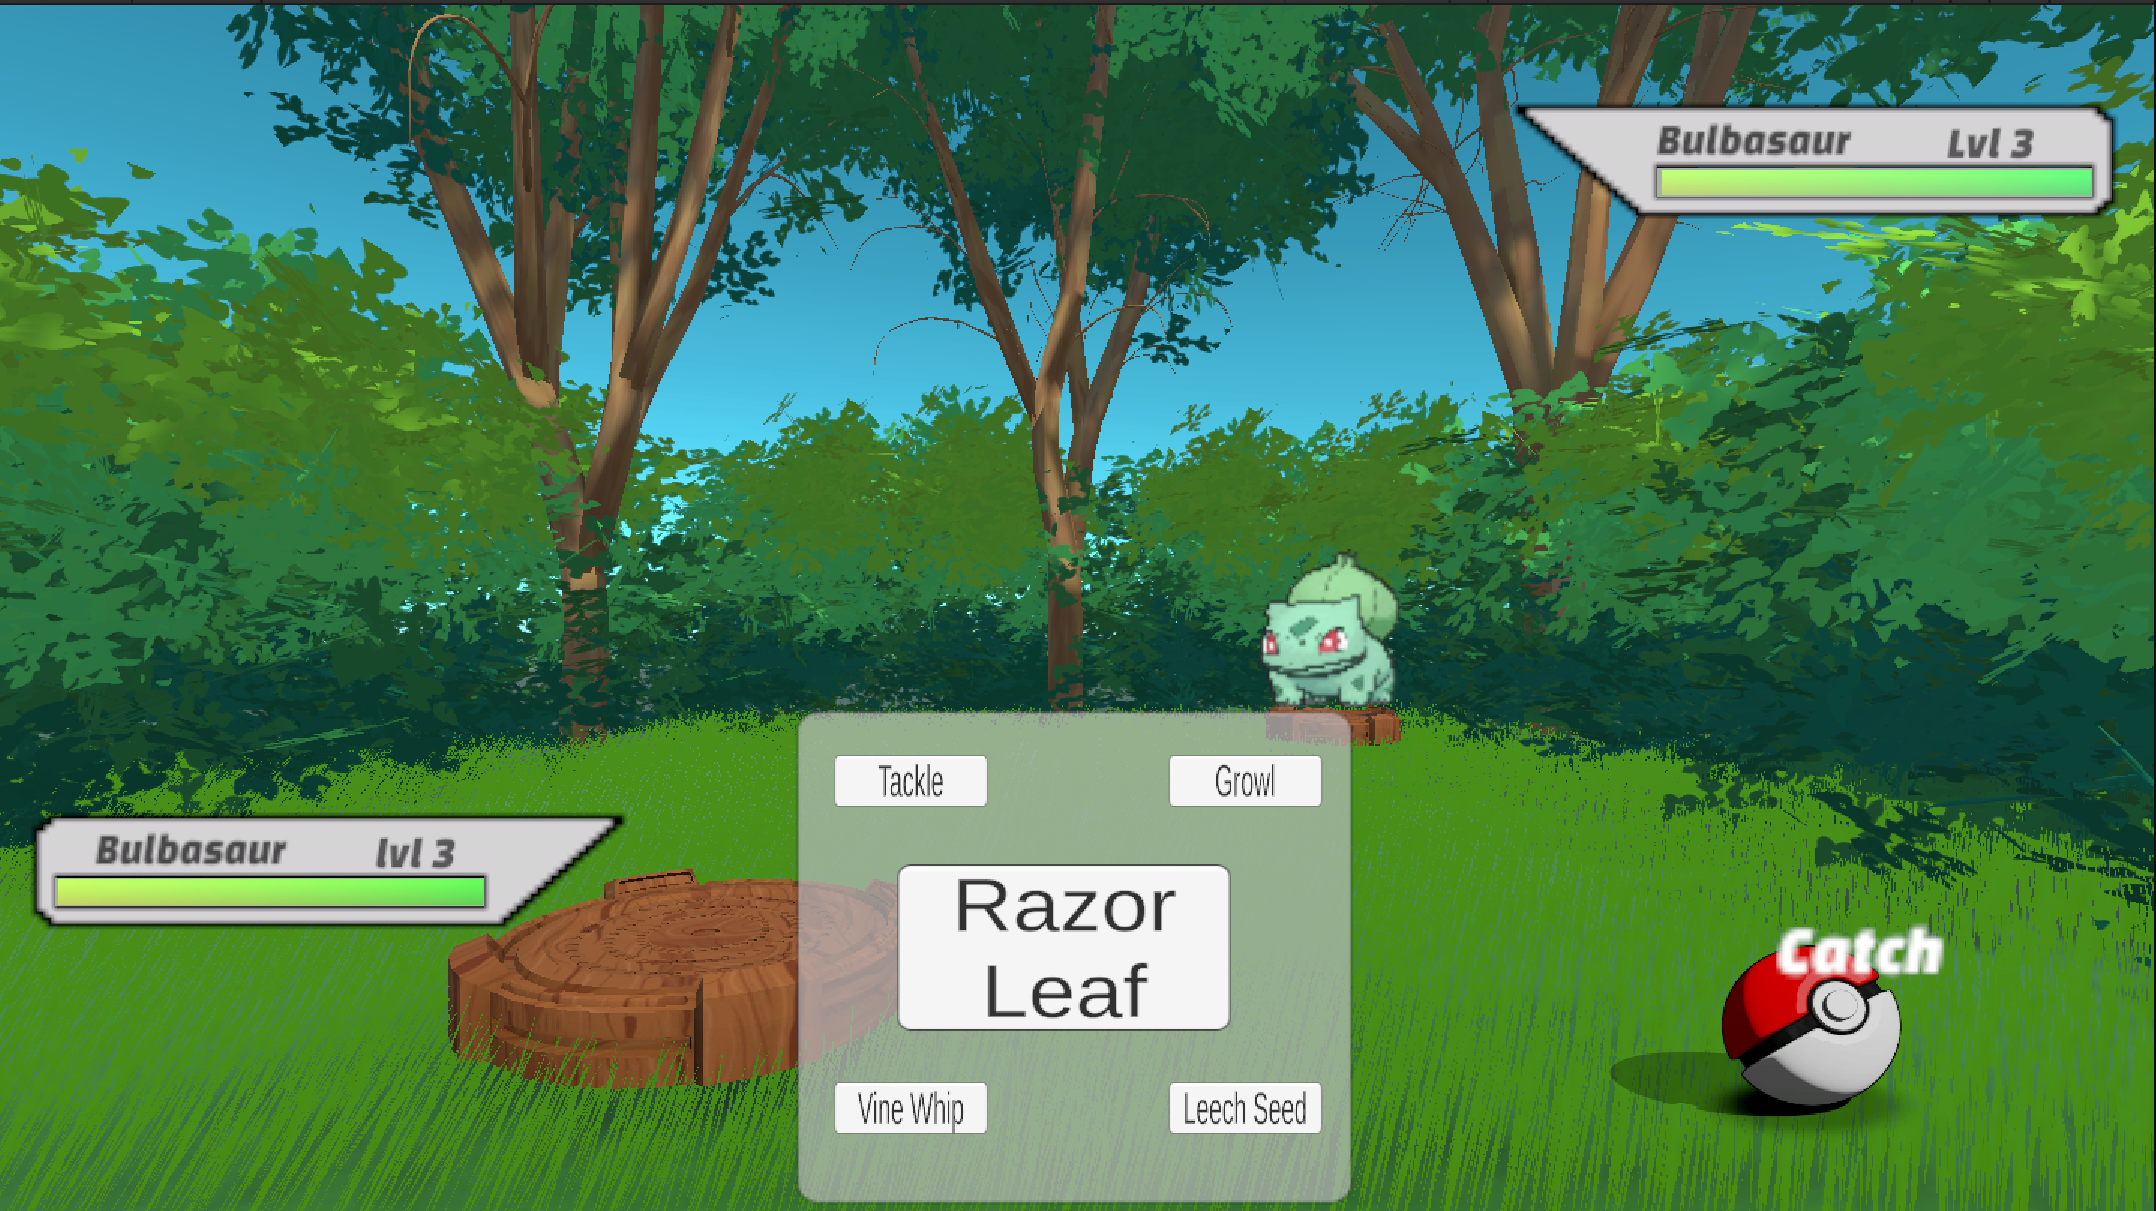 Bulbasaur Lvl 3
Tackle
Growl
Bulbasaur lvl 3
Razor
Leaf
Catch
Vine Whip
Leech Seed